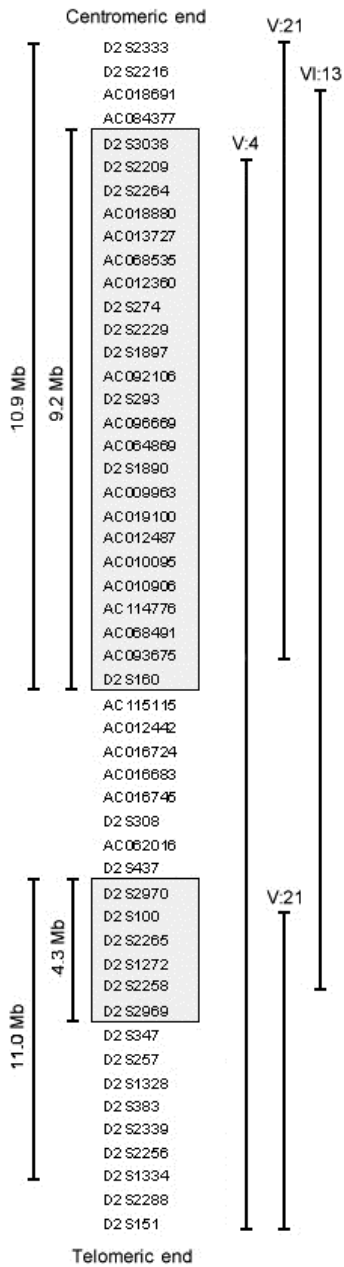 Centromeric end
V:21
D2S2333
D2S2216
VI:13
AC018691
AC084377
D2S3038
V:4
D2S2209
D2S2264
AC018880
AC013727
AC068535
AC012360
D2S274
D2S2229
D2S1897
AC092106
10.9 Mb
9.2 Mb
D2S293
AC096669
AC064869
D2S1890
AC009963
AC019100
AC012487
AC010095
AC010906
AC114776
AC068491
AC093675
D2S160
AC115115
AC012442
AC016724
AC016683
AC016745
D2S308
AC062016
D2S437
D2S2970
V:21
D2S100
D2S2265
4.3 Mb
D2S1272
D2S2258
D2S2969
11.0 Mb
D2S347
D2S257
D2S1328
D2S383
D2S2339
D2S2256
D2S1334
D2S2288
D2S151
Telomeric end